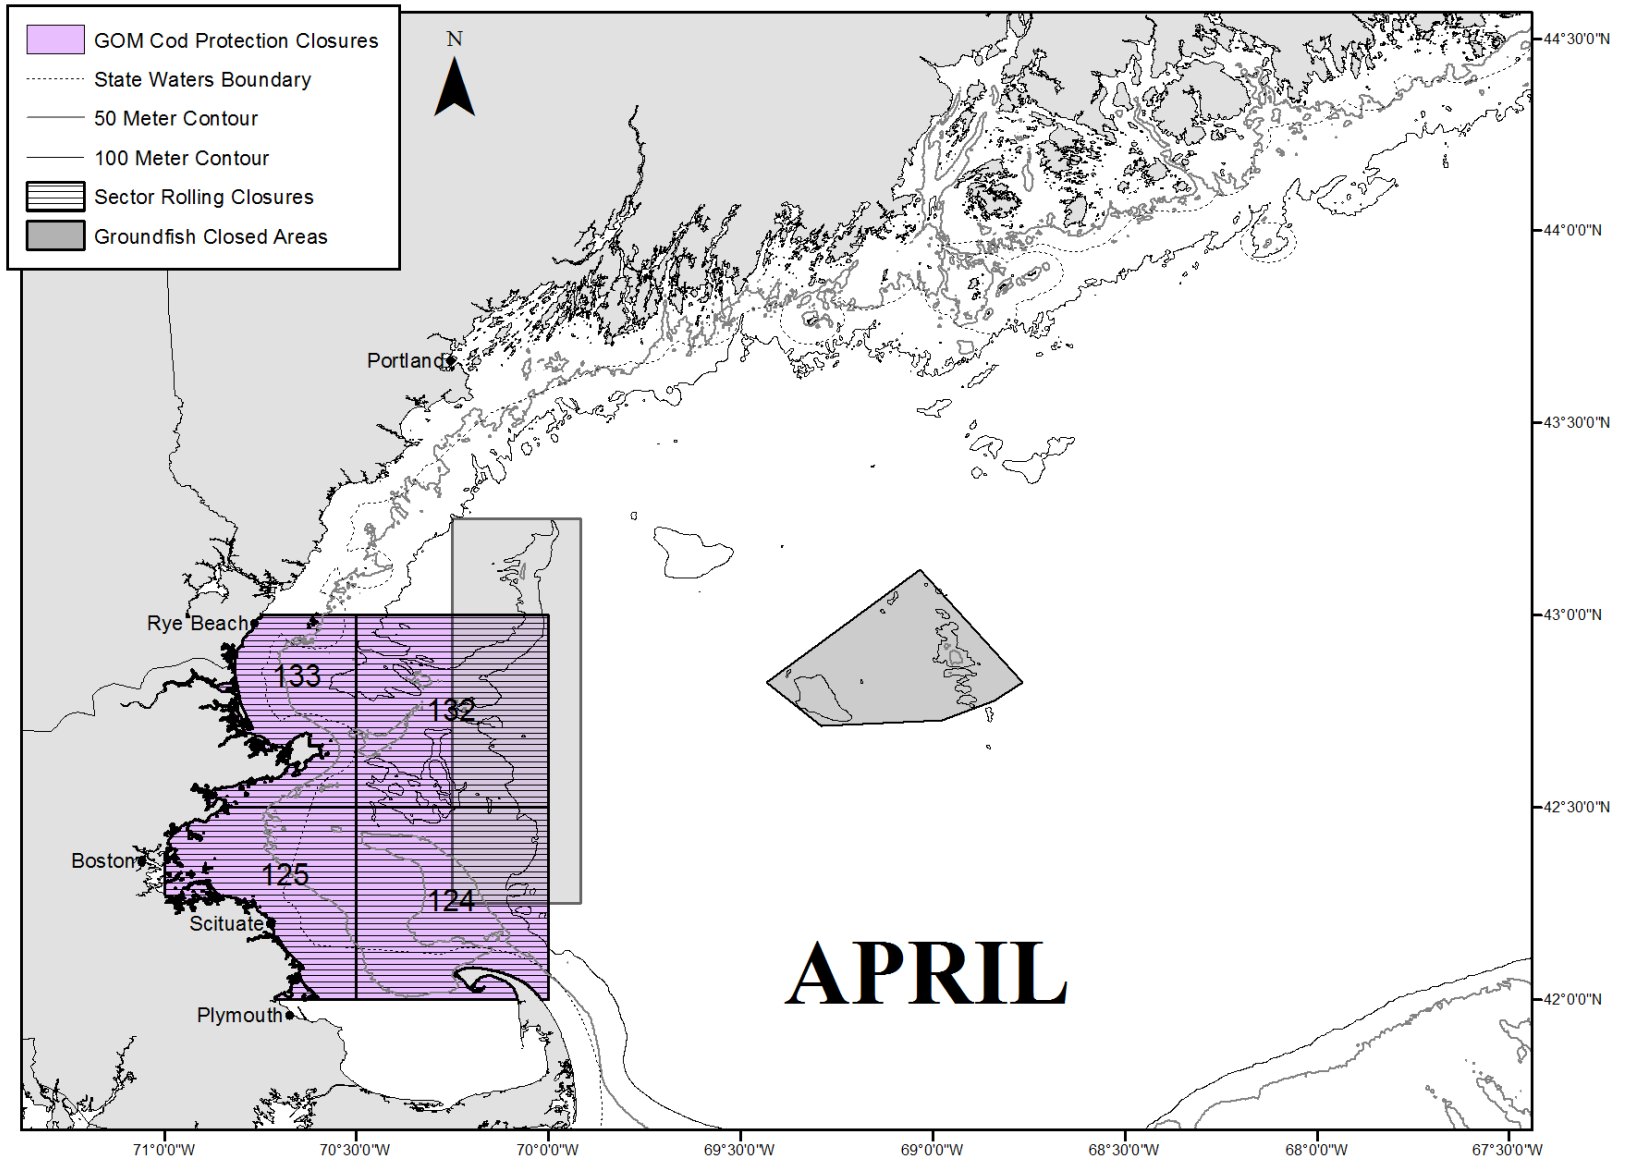 GOM Cod Protection Closures
State Waters Boundary
50 Meter Contour
100 Meter Contour
Sector Rolling Closures
Groundfish Closed Areas
N
44°30'0"N
44°0'0"N
Portland
43°30'0"N
43°0'0"N
Rye Beach
133
132
42°30'0"N
Boston
125
124
Scituate
APRIL
42°0'0"N
Plymouth
71°0'0"W
70°30'0"W
70°0'0"W
69°30'0"W
69°0'0"W
68°30'0"W
68°0'0"W
67°30'0"W